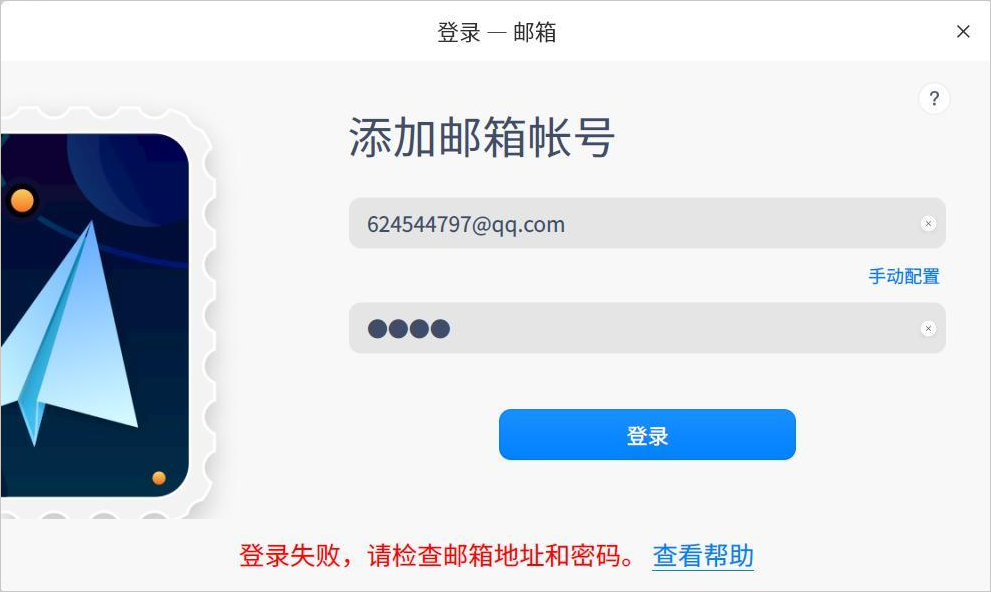 登录 — 邮箱
?
添加邮箱帐号
624544797@qq.com
手动配置
登录
登录失败，请检查邮箱地址和密码。 查看帮助